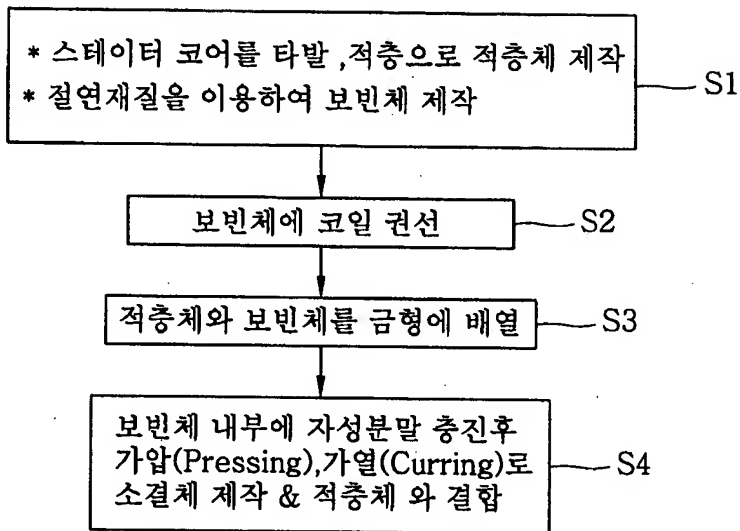 * 스테이터 코어를 타발 ,적층으로 적층체 제작
* 절연재질을 이용하여 보빈체 제작
S1
보빈체에 코일 권선
S2
적층체와 보빈체를 금형에 배열
S3
보빈체 내부에 자성분말 충진후
가압(Pressing),가열(Curring)로
소결체 제작 & 적층체 와 결합
S4